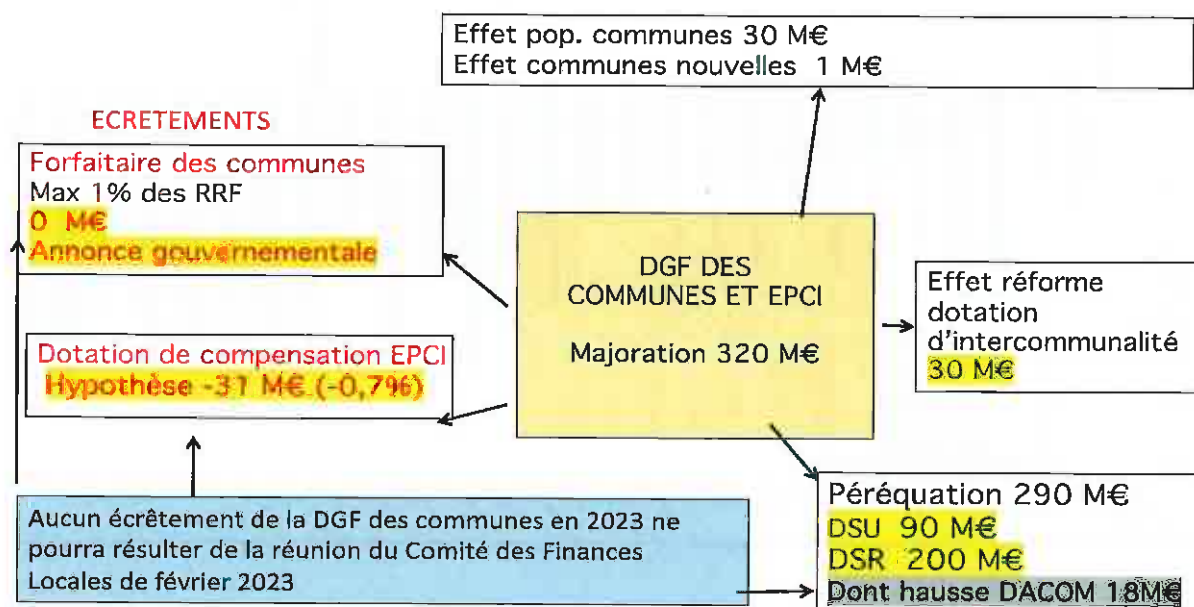 Effet pop. communes 30 M€
Effet communes nouvelles 1 M€
ECRETEMENTS
Forfaitaire des communes
Max 1% des RRF
0 M€
Annonce gouvernementale
DGF DES
COMMUNES ET EPCI
Majoration 320 M€
Effet réforme
dotation
d'intercommunalité
30 M€
Dotation de compensation EPCI
Hypothèse -31 M€ (-0,7%)
Aucun écrêtement de la DGF des communes en 2023 ne
pourra résulter de la réunion du Comité des Finances
Locales de février 2023
Péréquation 290 M€
DSU 90 M€
DSR 200 M€
Dont hausse DACOM 18M€